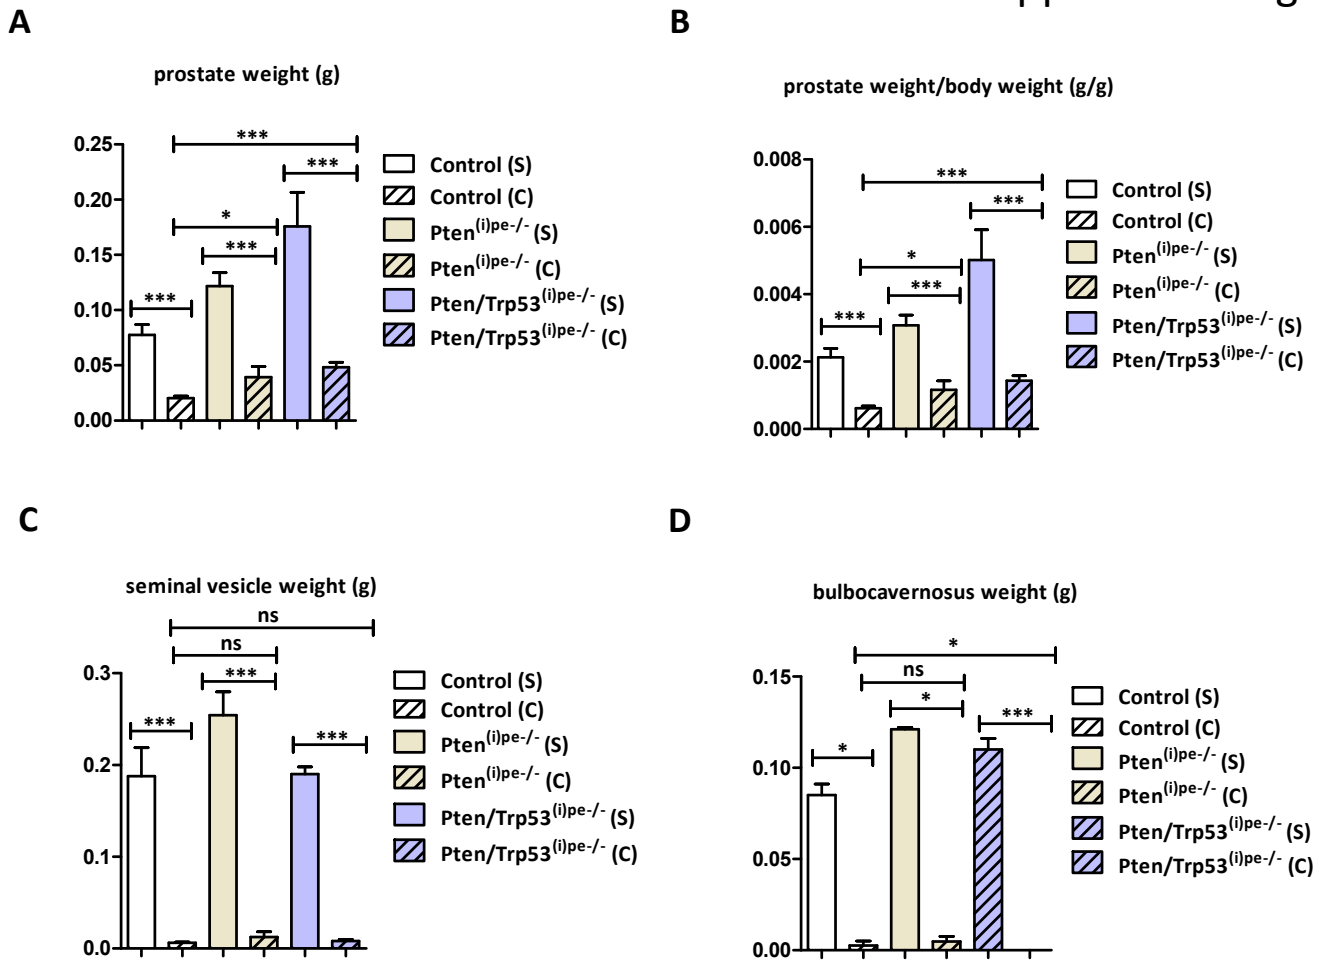 A
prostate weight (g)
0.25
0.20
0.15
0.10
0.05
0.00
***
***
*
***
***
Control (S)
Control (C)
Pten(i)pe-/- (S)
Pten(i)pe-/- (C)
Pten/Trp53(i)pe-/- (S)
Pten/Trp53(i)pe-/- (C)
B
prostate weight/body weight (g/g)
0.008
0.006
0.004
0.002
0.000
***
***
*
***
***
Control (S)
Control (C)
Pten(i)pe-/- (S)
Pten(i)pe-/- (C)
Pten/Trp53(i)pe-/- (S)
Pten/Trp53(i)pe-/- (C)
C
seminal vesicle weight (g)
ns
ns
***
***
***
0.3
0.2
0.1
0.0
Control (S)
Control (C)
Pten(i)pe-/- (S)
Pten(i)pe-/- (C)
Pten/Trp53(i)pe-/- (S)
Pten/Trp53(i)pe-/- (C)
D
bulbocavernosus weight (g)
*
ns
*
***
*
0.15
0.10
0.05
0.00
Control (S)
Control (C)
Pten(i)pe-/- (S)
Pten(i)pe-/- (C)
Pten/Trp53(i)pe-/- (S)
Pten/Trp53(i)pe-/- (C)